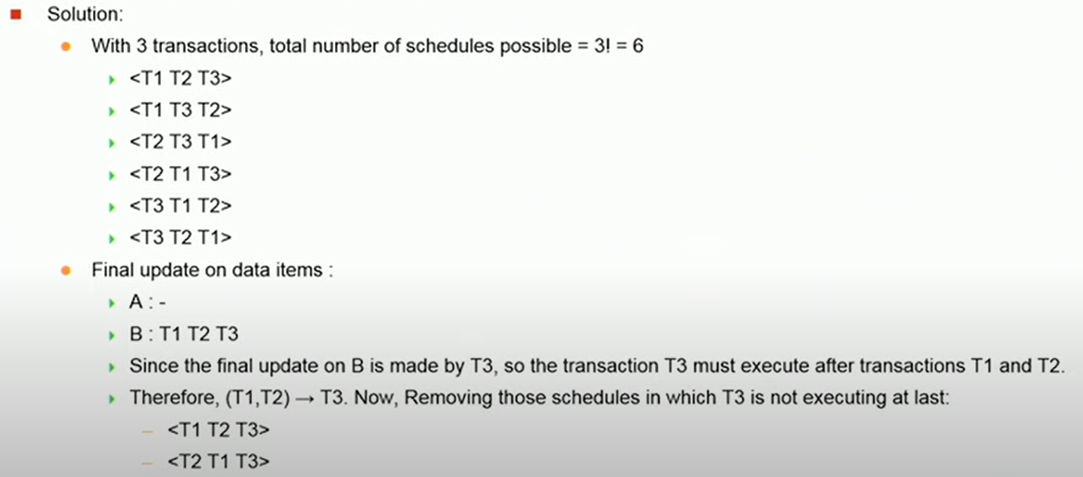 Solution:
With 3 transactions, total number of schedules possible = 3! = 6
<T1 T2 T3>
<T1 T3 T2>
<T2 T3 T1>
<T2 T1 T3>
<T3 T1 T2>
<T3 T2 T1>
Final update on data items :
A : -
B : T1 T2 T3
Since the final update on B is made by T3, so the transaction T3 must execute after transactions T1 and T2.
Therefore, (T1,T2) → T3. Now, Removing those schedules in which T3 is not executing at last:
– <T1 T2 T3>
– <T2 T1 T3>